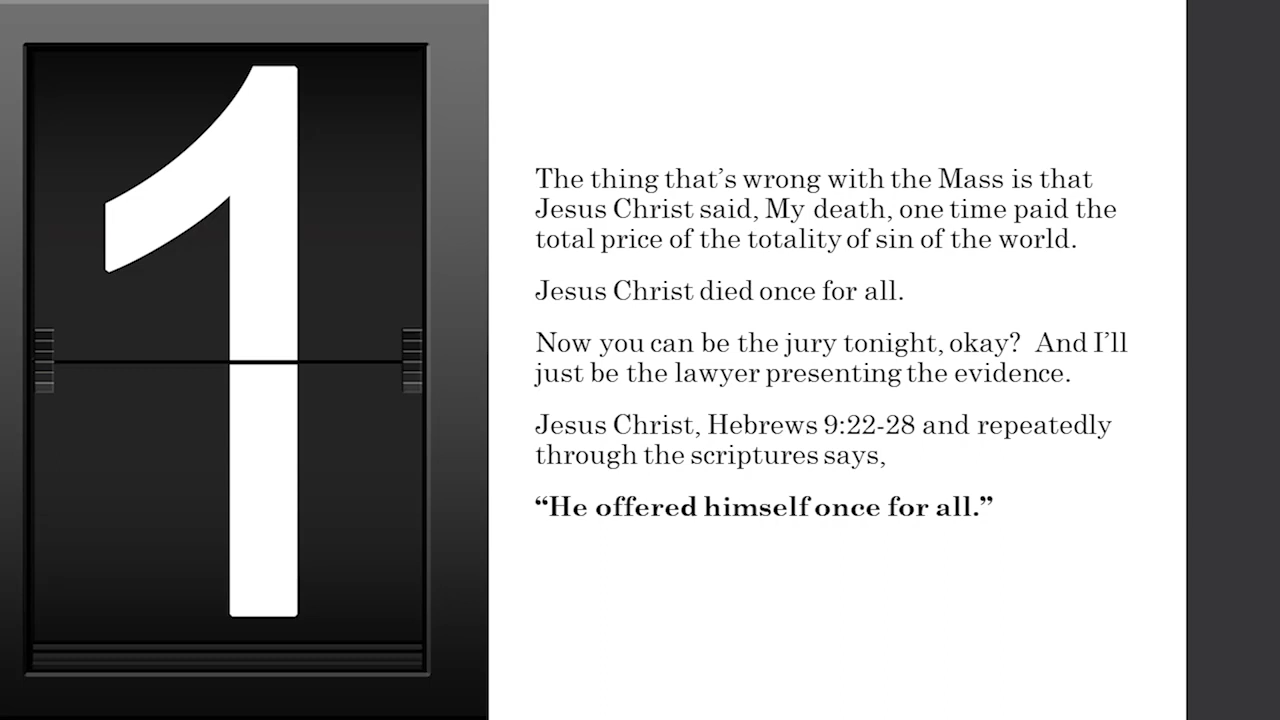 1
The thing that’s wrong with the Mass is that
Jesus Christ said, My death, one time paid the
total price of the totality of sin of the world.
Jesus Christ died once for all.
Now you can be the jury tonight, okay?  And I’ll
just be the lawyer presenting the evidence.
Jesus Christ, Hebrews 9:22-28 and repeatedly
through the scriptures says,
“He offered himself once for all.”